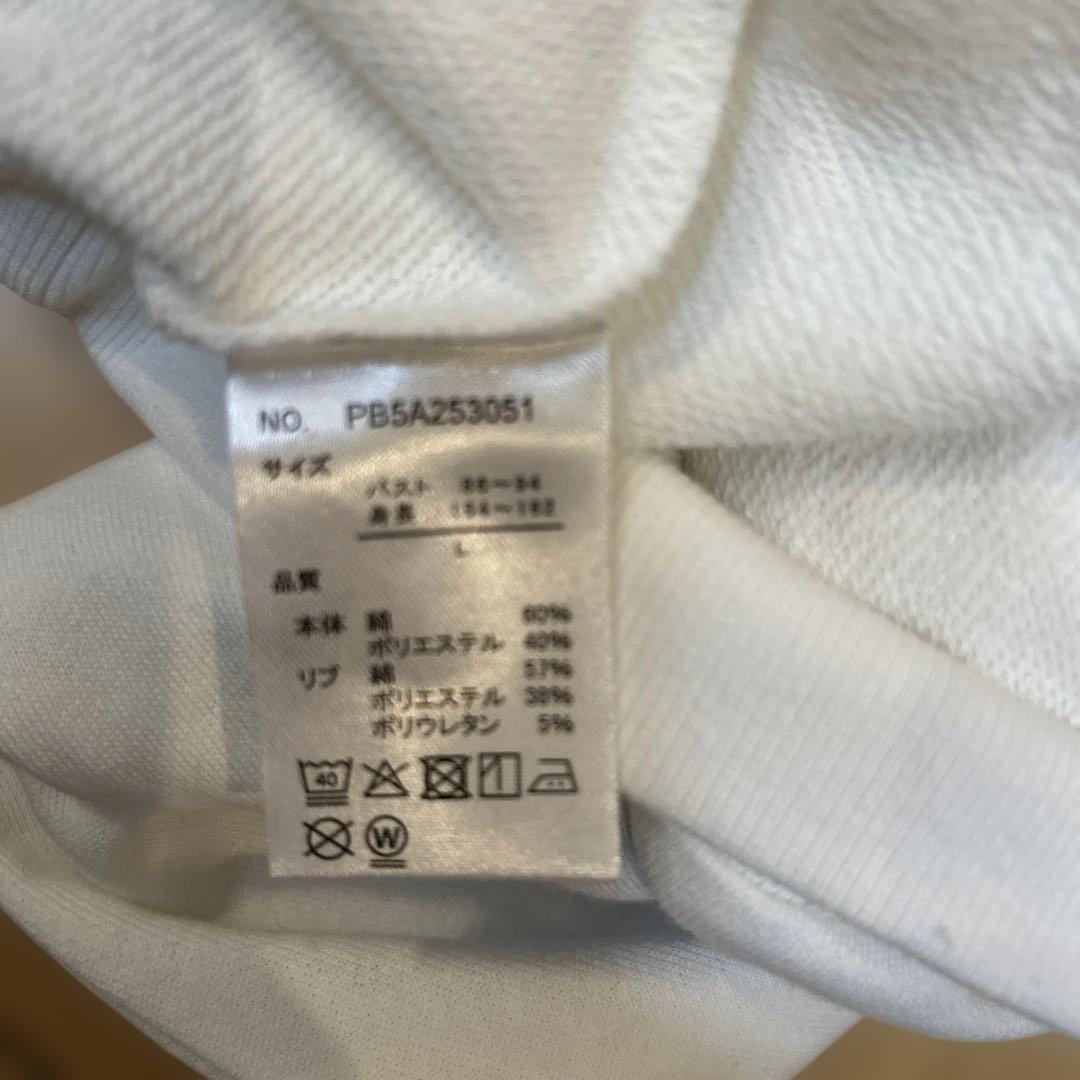 NO. PB5A253051
サイズ
バスト 86〜94
身長 154〜162
L
品質
本体 綿 60%
ポリエステル 40%
リブ 綿 57%
ポリエステル 38%
ポリウレタン 5%
40
W